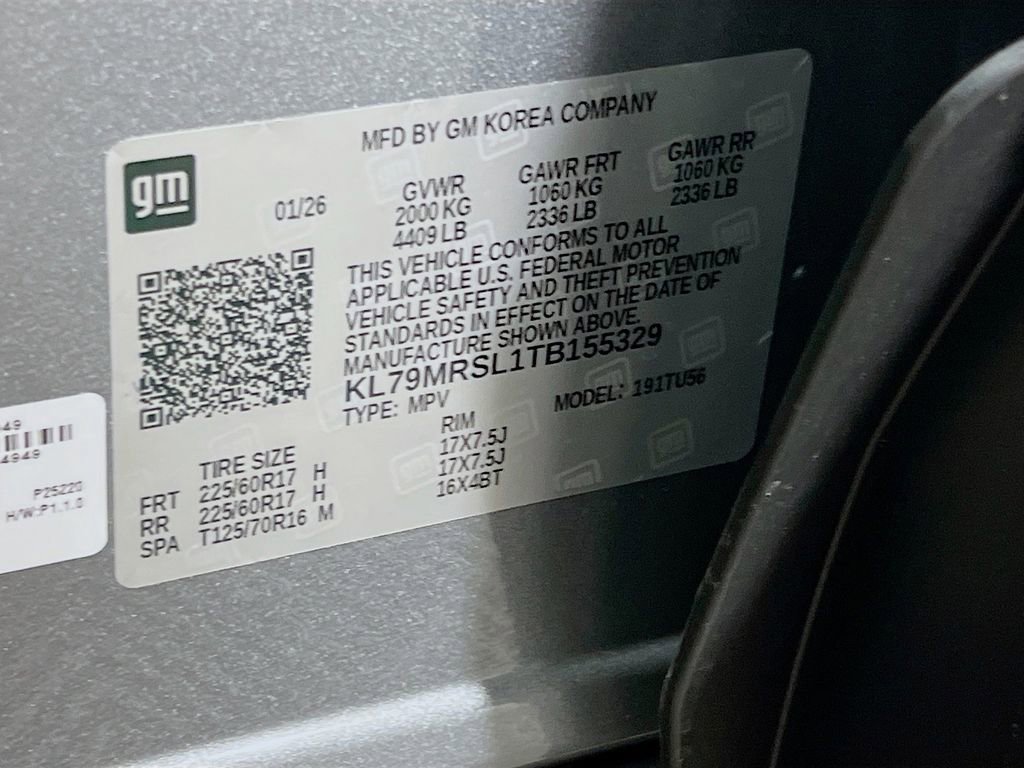 MFD BY GM KOREA COMPANY
gm
01/26
GVWR GAWR FRT GAWR RR
2000 KG 1060 KG 1060 KG
4409 LB 2336 LB 2336 LB
THIS VEHICLE CONFORMS TO ALL
APPLICABLE U.S. FEDERAL MOTOR
VEHICLE SAFETY AND THEFT PREVENTION
STANDARDS IN EFFECT ON THE DATE OF
MANUFACTURE SHOWN ABOVE.
KL79MRSL1TB155329
TYPE: MPV MODEL: 191TU56
TIRE SIZE RIM
FRT 225/60R17 H 17X7.5J
RR 225/60R17 H 17X7.5J
SPA T125/70R16 M 16X4BT
49
4949
P25220
H/W:P1.1.0